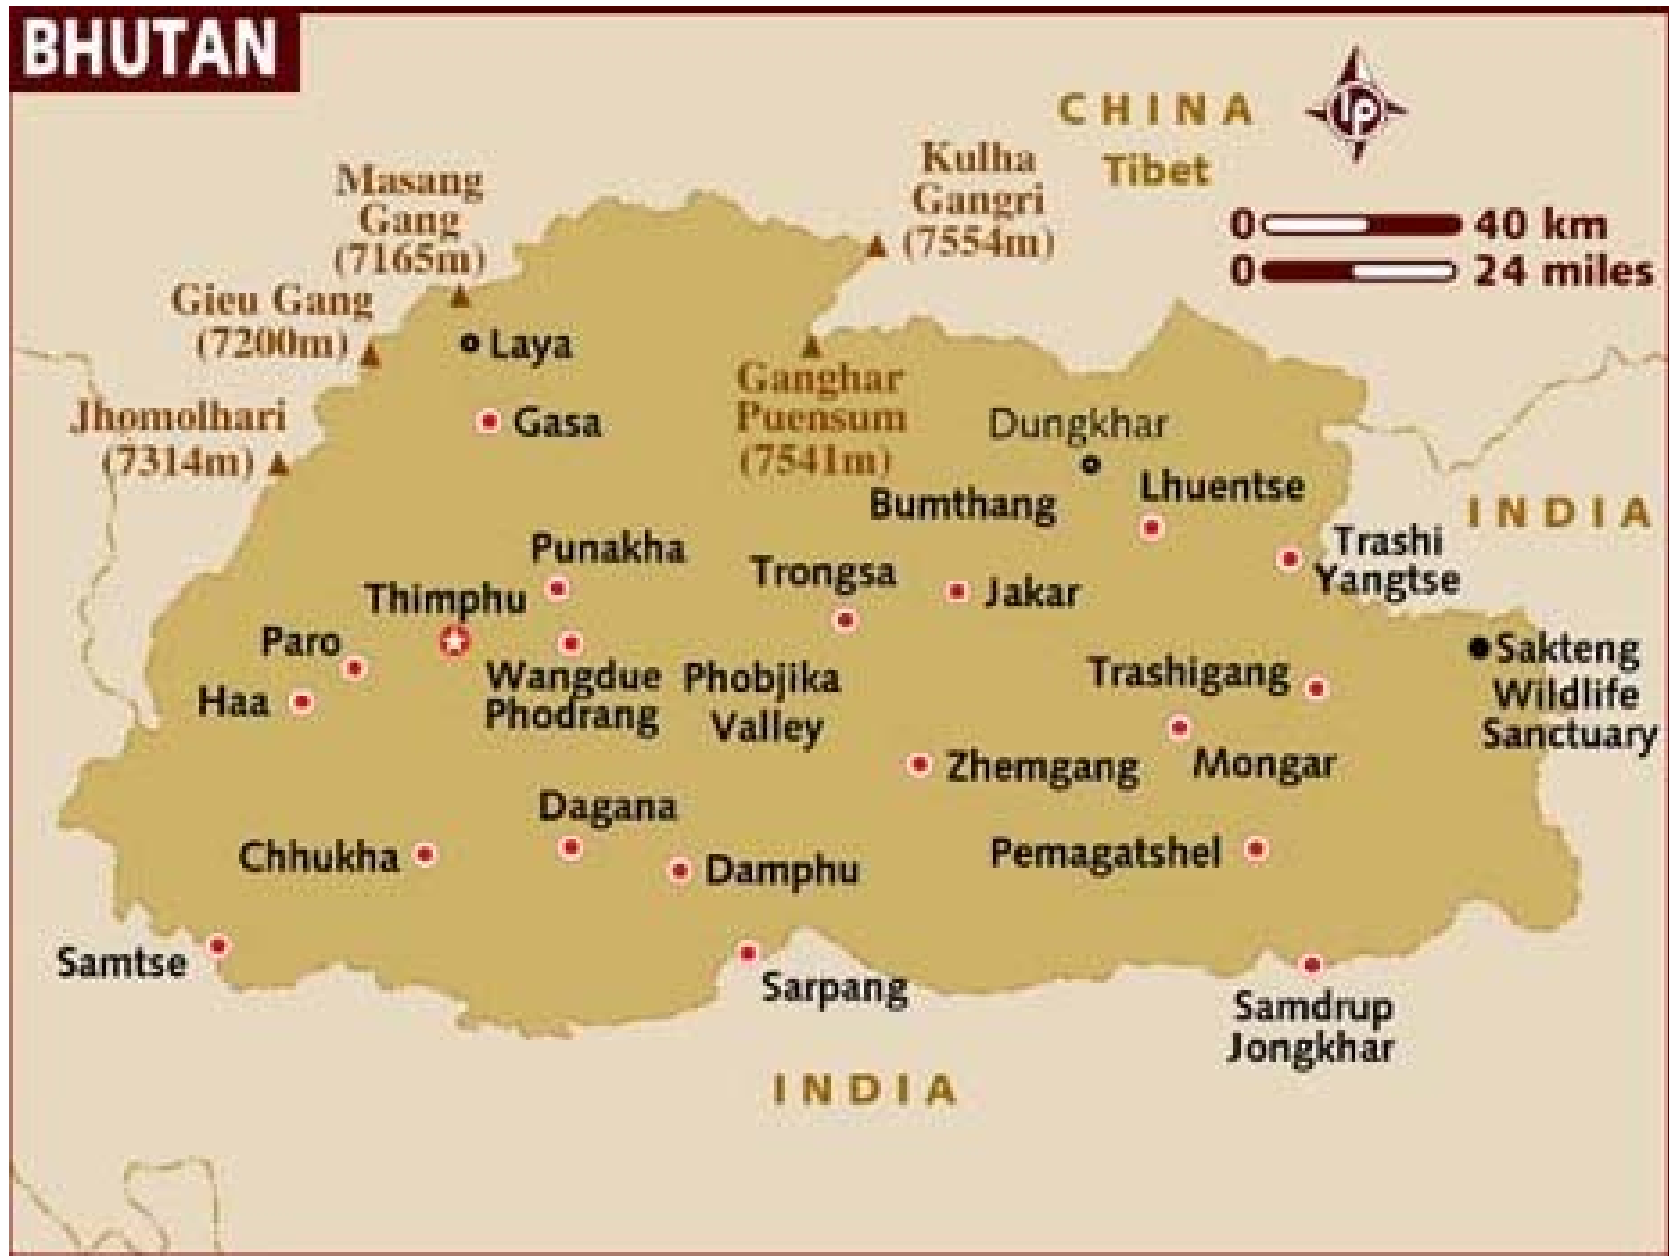 BHUTAN
CHINA
Tibet
LP
Kulha
Gangri
(7554m)
Masang
Gang
(7165m)
0 40 km
0 24 miles
Gieu Gang
(7200m)
Laya
Ganghar
Puensum
(7541m)
Jhomolhari
(7314m)
Gasa
Dungkhar
Lhuentse
Bumthang
INDIA
Trashi
Yangtse
Punakha
Trongsa
Jakar
Thimphu
Paro
Haa
Wangdue
Phodrang
Phobjika
Valley
Trashigang
Sakteng
Wildlife
Sanctuary
Zhemgang
Mongar
Dagana
Chhukha
Damphu
Pemagatshel
Samtse
Sarpang
Samdrup
Jongkhar
INDIA